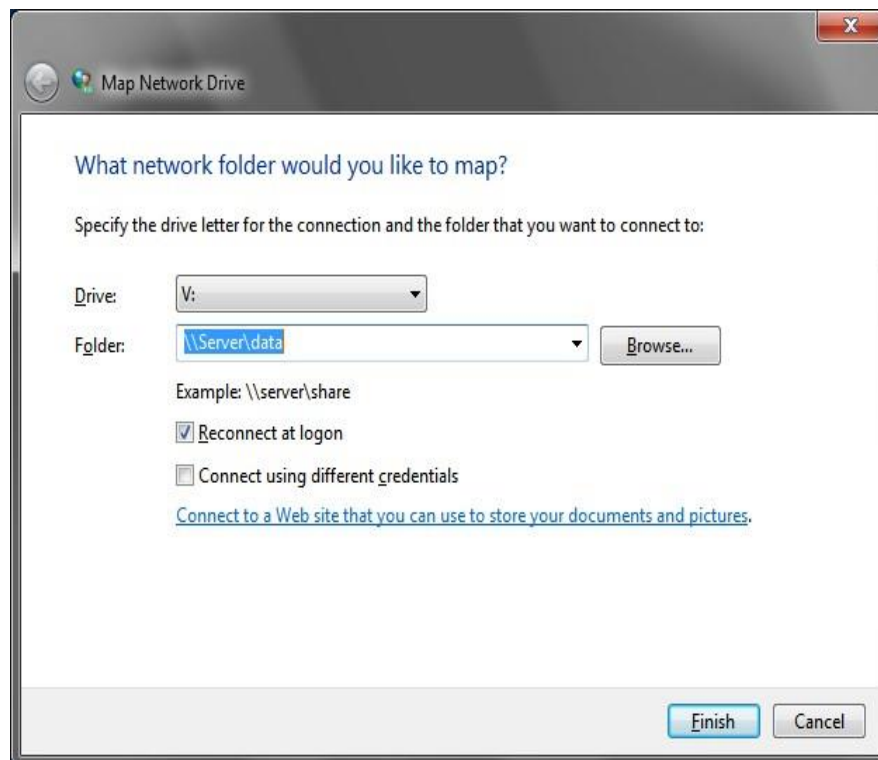 X
Map Network Drive
What network folder would you like to map?
Specify the drive letter for the connection and the folder that you want to connect to:
Drive: V:
Folder: \\Server\data Browse...
Example: \\server\share
Reconnect at logon
Connect using different credentials
Connect to a Web site that you can use to store your documents and pictures.
Finish Cancel